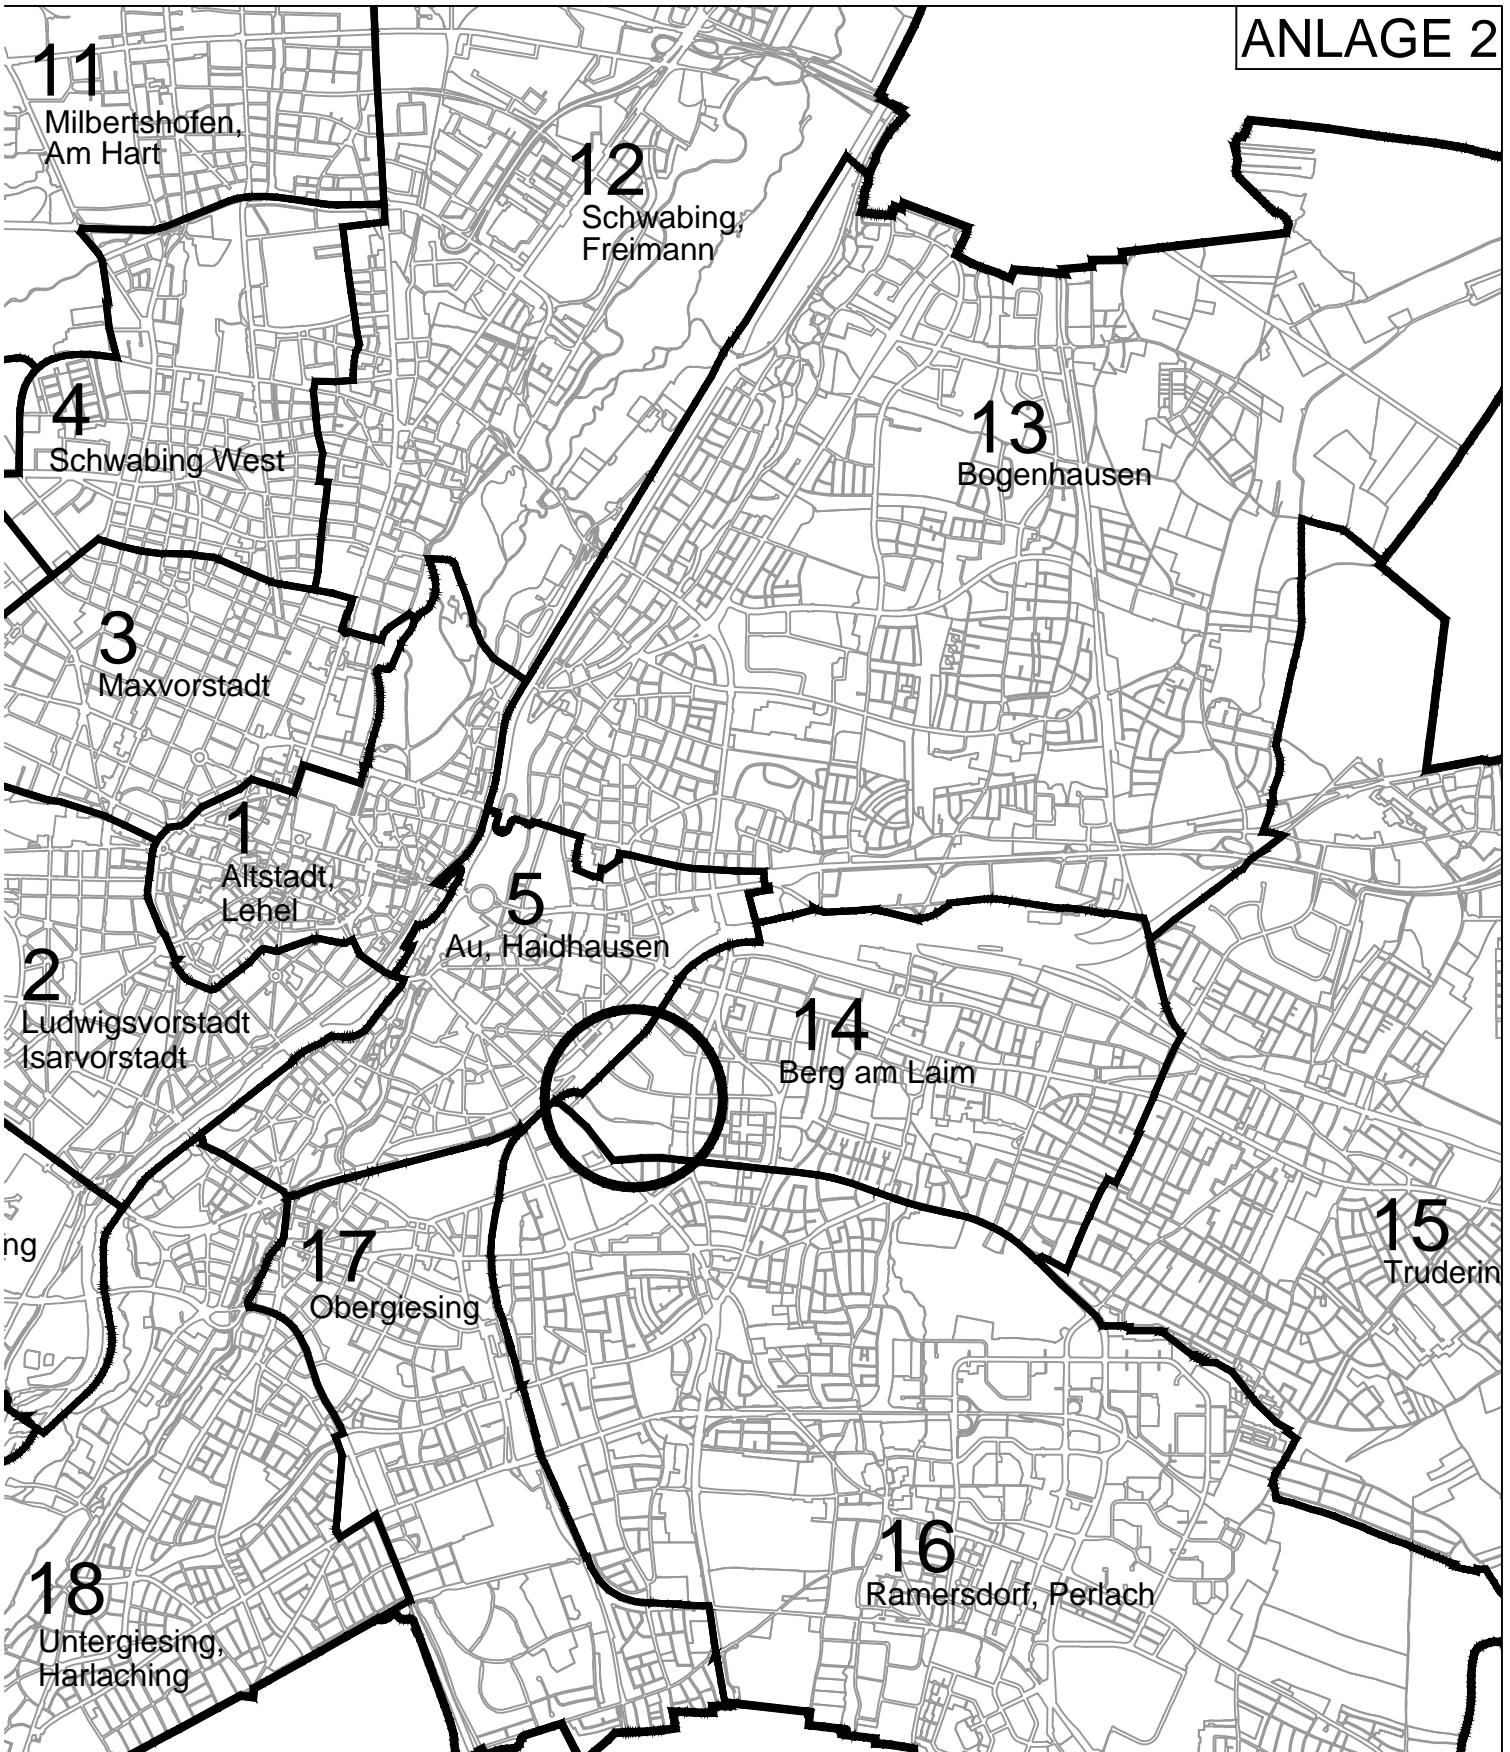 ANLAGE 2
11
Milbertshofen,
Am Hart
12
Schwabing,
Freimann
4
Schwabing West
13
Bogenhausen
3
Maxvorstadt
1
Altstadt,
Lehel
5
Au, Haidhausen
2
Ludwigsvorstadt
Isarvorstadt
14
Berg am Laim
15
Truderin
ng
17
Obergiesing
16
Ramersdorf, Perlach
18
Untergiesing,
Harlaching